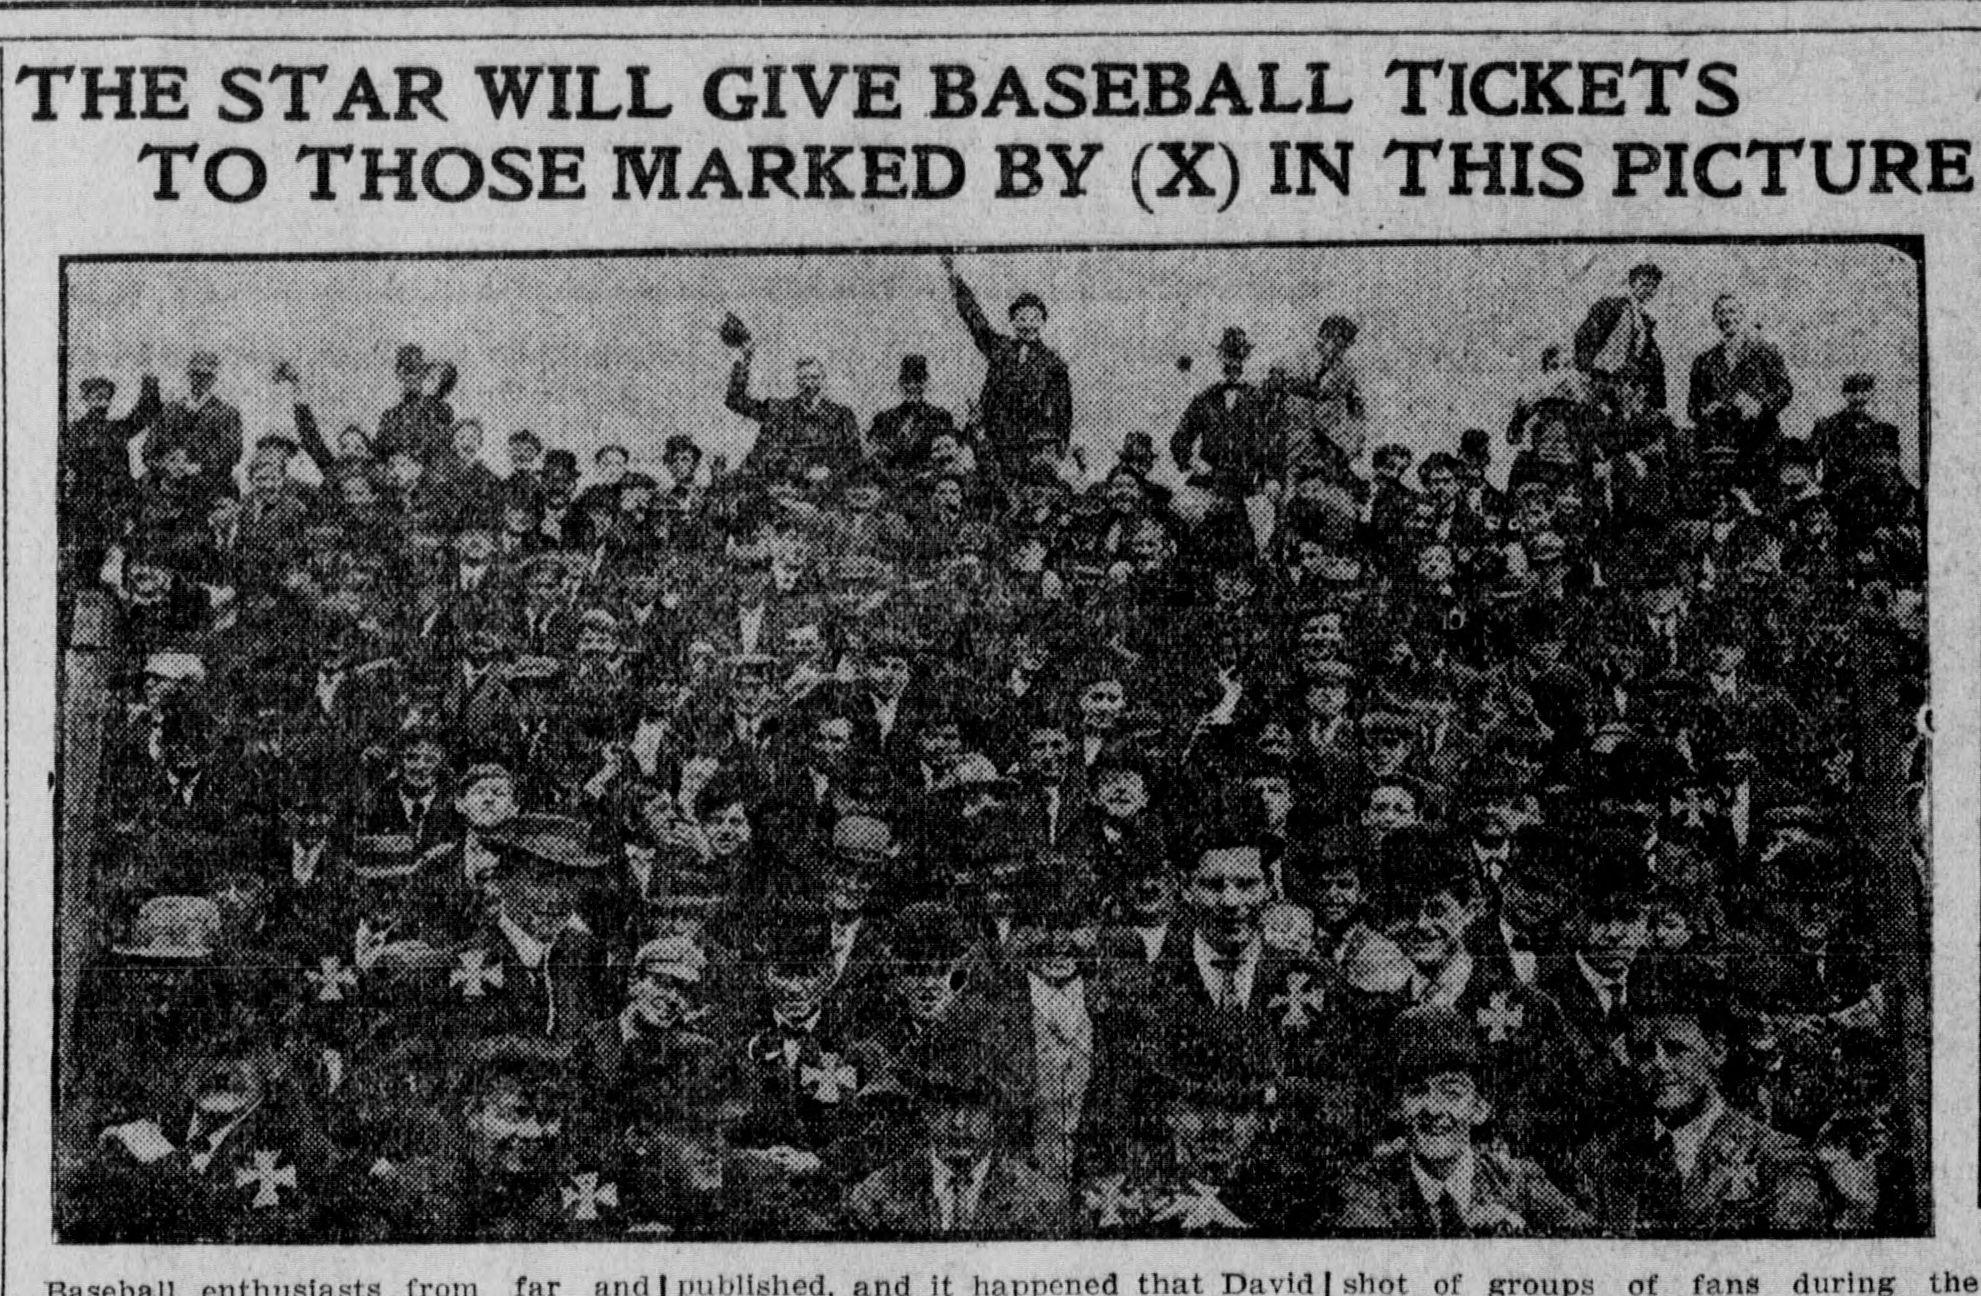 THE STAR WILL GIVE BASEBALL TICKETS
TO THOSE MARKED BY (X) IN THIS PICTURE
Baseball enthusiasts from far and
published, and it happened that David
shot of groups of fans during the